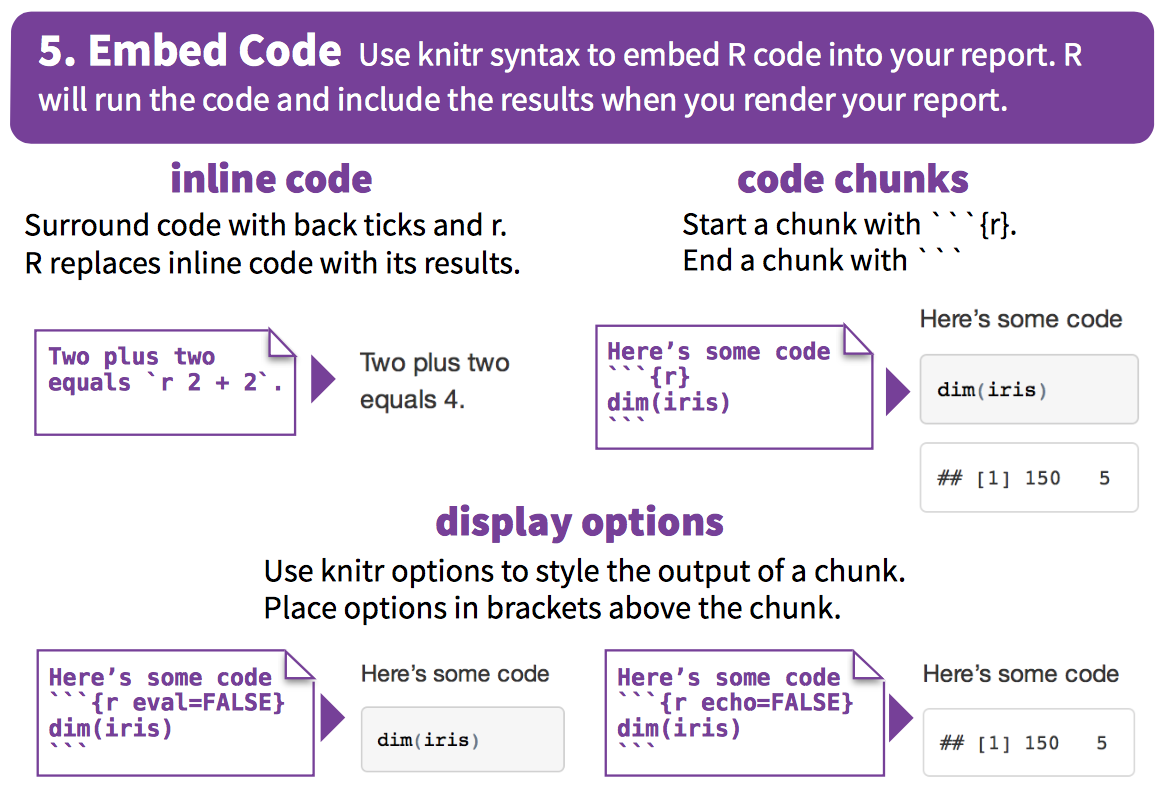 5. Embed Code Use knitr syntax to embed R code into your report. R
will run the code and include the results when you render your report.
inline code
Surround code with back ticks and r.
R replaces inline code with its results.
Two plus two
equals `r 2 + 2`.
Two plus two
equals 4.
code chunks
Start a chunk with ```{r}.
End a chunk with ```
Here’s some code
```{r}
dim(iris)
```
Here’s some code
dim(iris)
## [1] 150   5
display options
Use knitr options to style the output of a chunk.
Place options in brackets above the chunk.
Here’s some code
```{r eval=FALSE}
dim(iris)
```
Here’s some code
dim(iris)
Here’s some code
```{r echo=FALSE}
dim(iris)
```
Here’s some code
## [1] 150   5